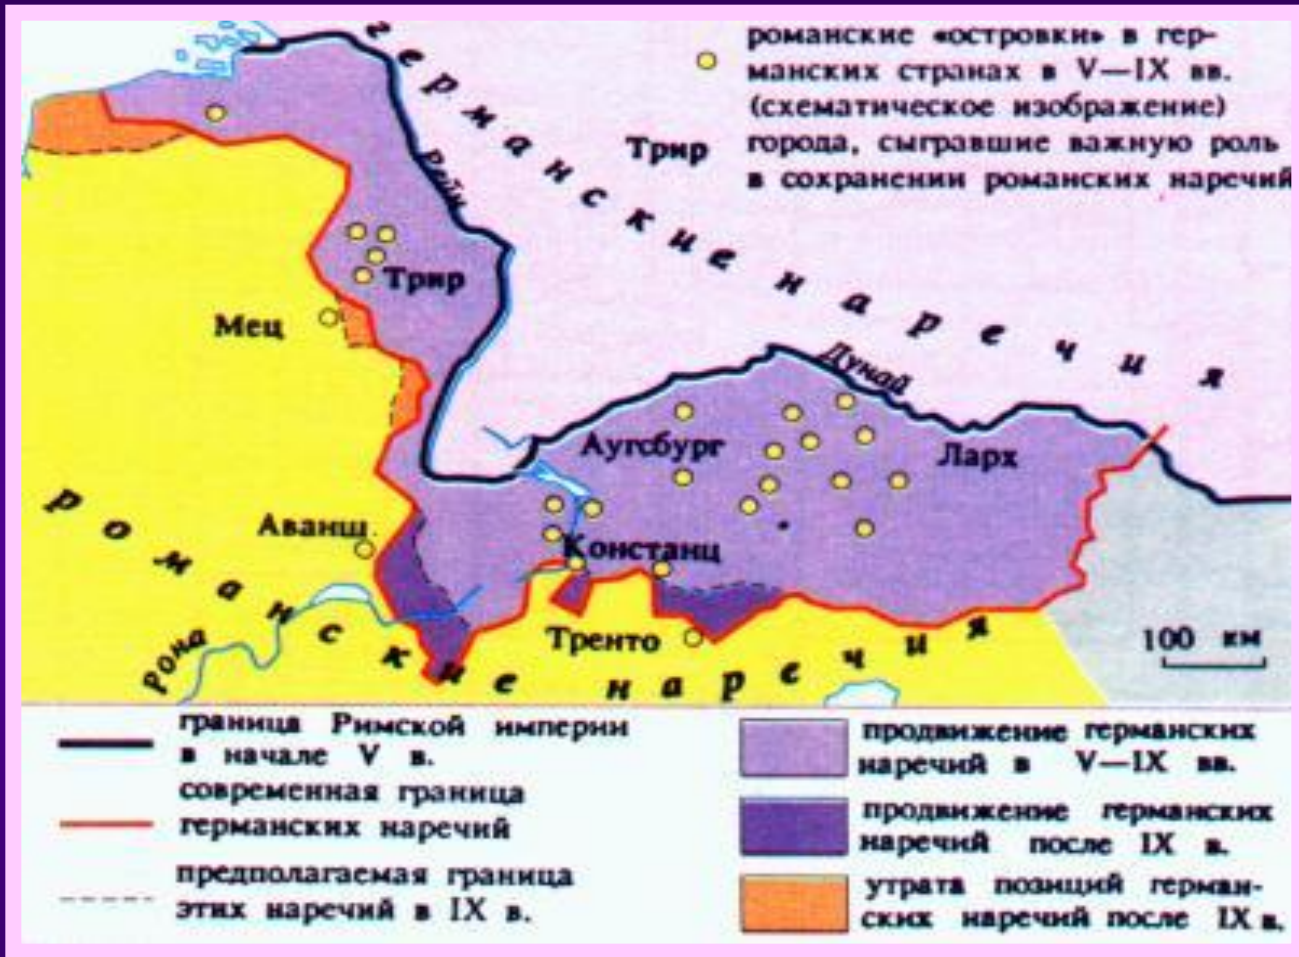 романские «островки» в гер-
манских странах в V—IX вв.
(схематическое изображение)
Трир города, сыгравшие важную роль
в сохранении романских наречий
германские наречия
Рейн
Трир
Мец
Дунай
Аугсбург
Ларх
Аванш
Констанц
романские наречия
Рона
Тренто
100 км
граница Римской империи
в начале V в.
современная граница
германских наречий
предполагаемая граница
этих наречий в IX в.
продвижение германских
наречий в V—IX вв.
продвижение германских
наречий после IX в.
утрата позиций герман-
ских наречий после IX в.